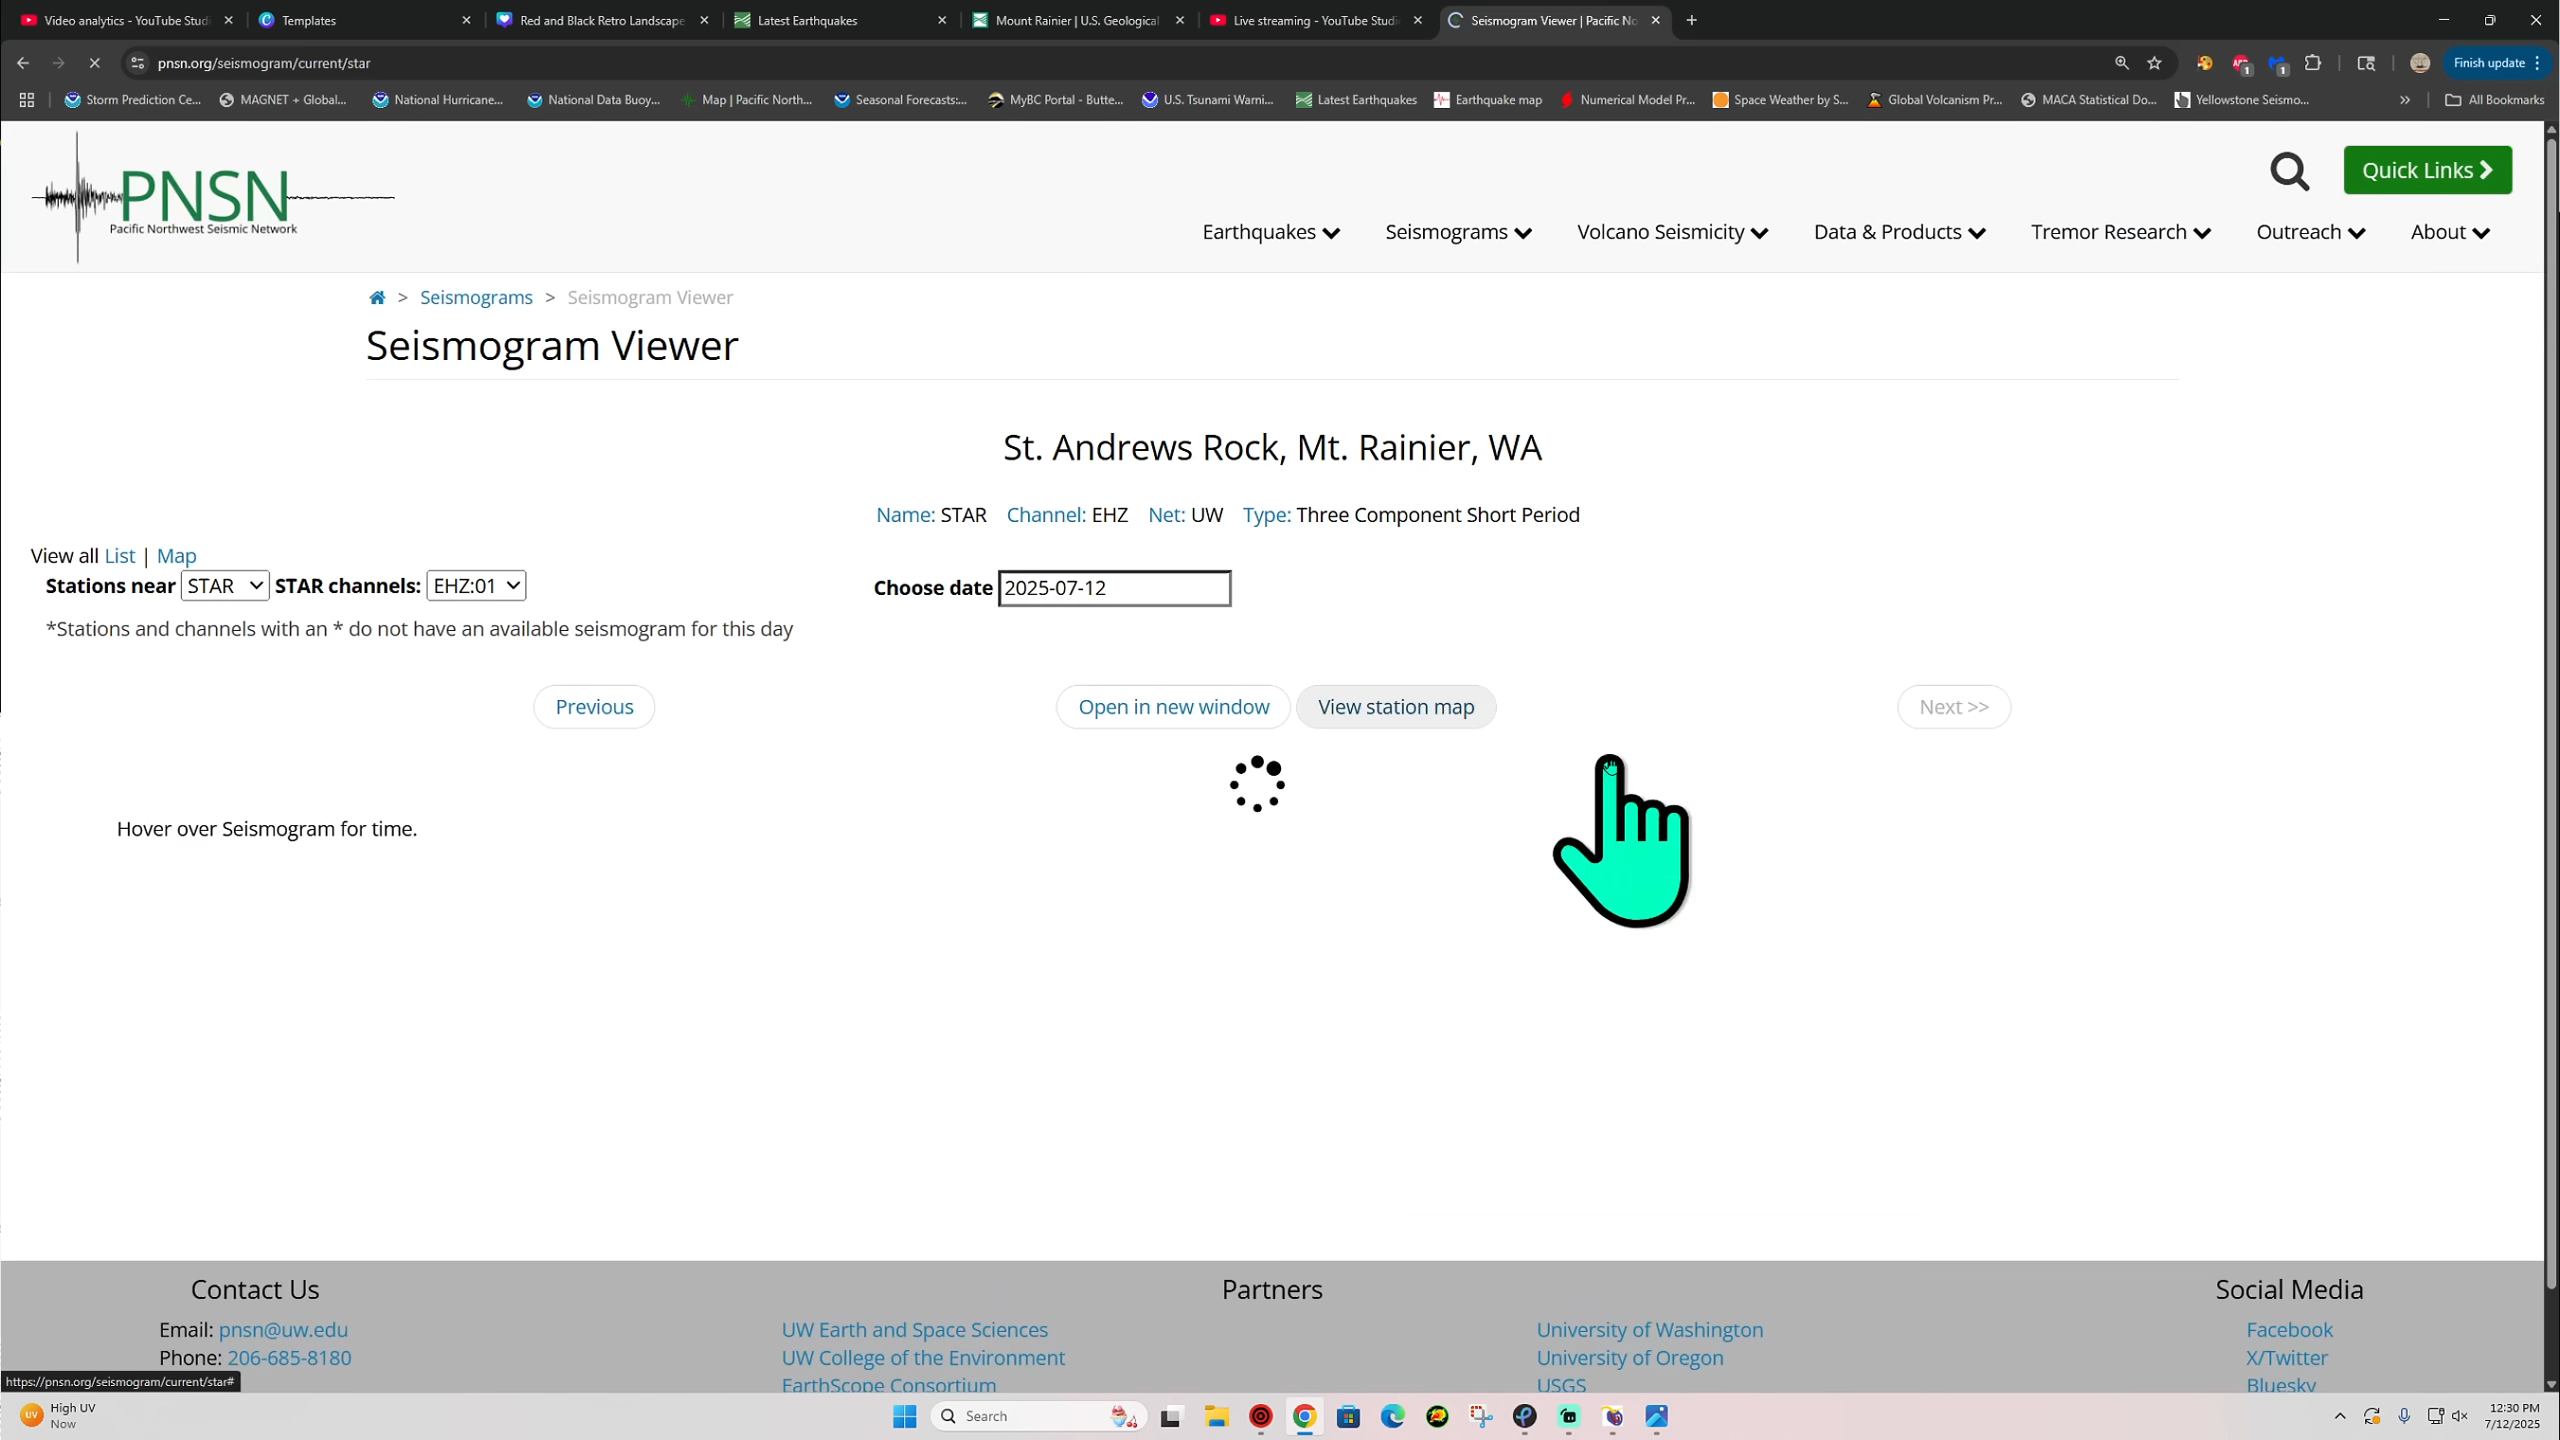 Video analytics - YouTube Studi
Templates
Red and Black Retro Landscape
Latest Earthquakes
Mount Rainier | U.S. Geological
Live streaming - YouTube Studi
Seismogram Viewer | Pacific No
pnsn.org/seismogram/current/star
Finish update
Storm Prediction Ce...
MAGNET + Global...
National Hurricane...
National Data Buoy...
Map | Pacific North...
Seasonal Forecasts:...
MyBC Portal - Butte...
U.S. Tsunami Warni...
Latest Earthquakes
Earthquake map
Numerical Model Pr...
Space Weather by S...
Global Volcanism Pr...
MACA Statistical Do...
Yellowstone Seismo...
All Bookmarks
PNSN
Pacific Northwest Seismic Network
Quick Links
Earthquakes
Seismograms
Volcano Seismicity
Data & Products
Tremor Research
Outreach
About
> Seismograms > Seismogram Viewer
Seismogram Viewer
St. Andrews Rock, Mt. Rainier, WA
Name: STAR Channel: EHZ Net: UW Type: Three Component Short Period
View all List | Map
Stations near STAR STAR channels: EHZ:01
Choose date 2025-07-12
*Stations and channels with an * do not have an available seismogram for this day
Previous
Open in new window
View station map
Next >>
Hover over Seismogram for time.
Contact Us
Email: pnsn@uw.edu
Phone: 206-685-8180
Partners
UW Earth and Space Sciences
UW College of the Environment
EarthScope Consortium
University of Washington
University of Oregon
USGS
Social Media
Facebook
X/Twitter
Bluesky
https://pnsn.org/seismogram/current/star#
UV
High UV
Now
Search
12:30 PM
7/12/2025